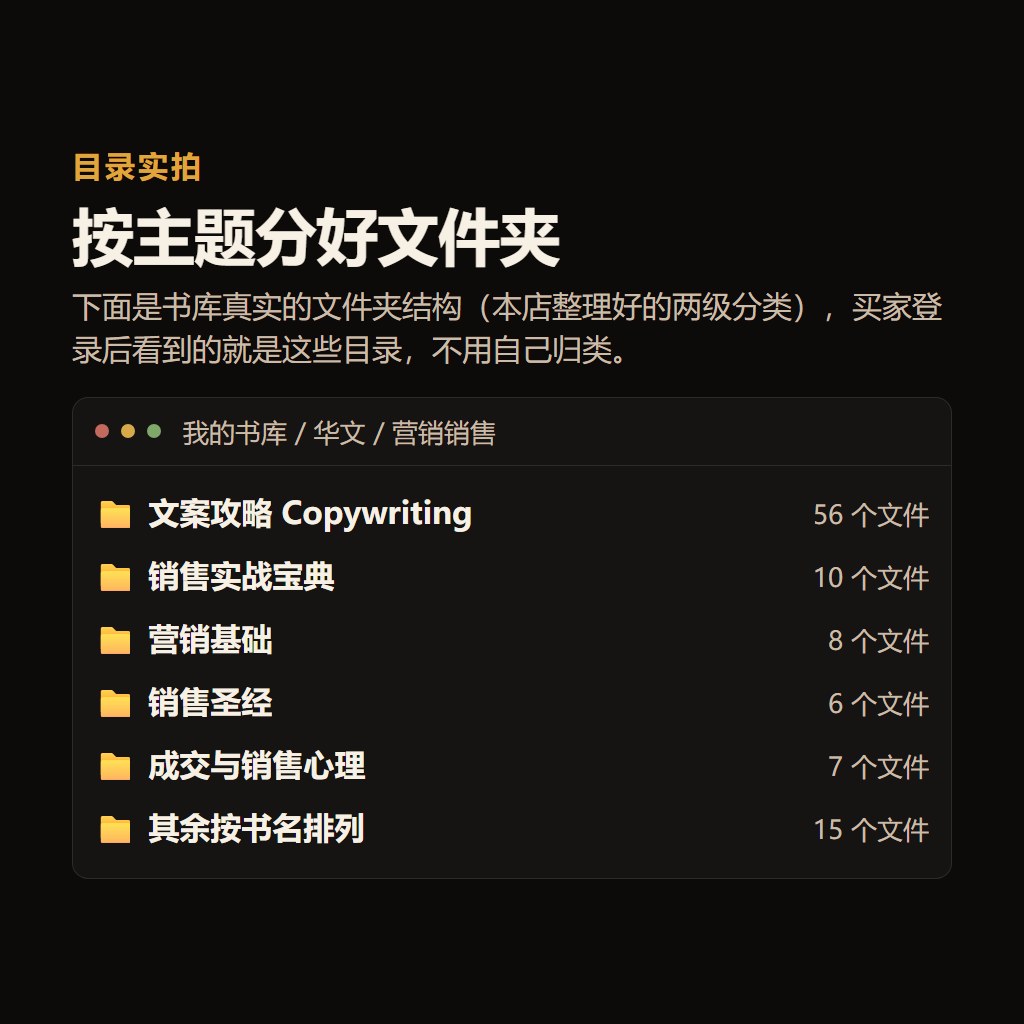 目录实拍
按主题分好文件夹
下面是书库真实的文件夹结构（本店整理好的两级分类），买家登
录后看到的就是这些目录，不用自己归类。
我的书库 / 华文 / 营销销售
文案攻略 Copywriting 56 个文件
销售实战宝典 10 个文件
营销基础 8 个文件
销售圣经 6 个文件
成交与销售心理 7 个文件
其余按书名排列 15 个文件